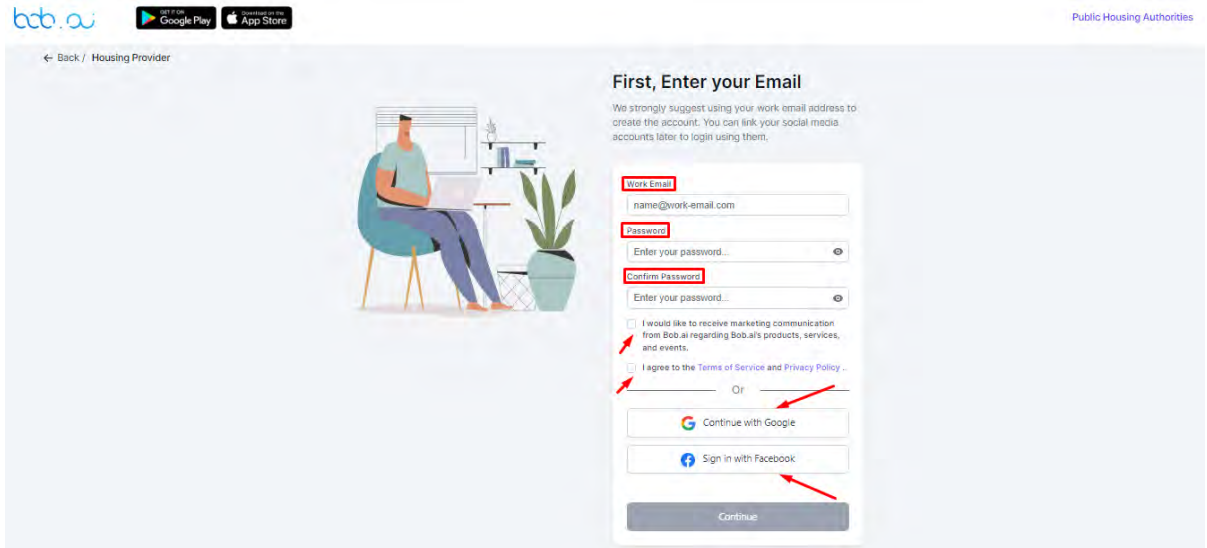 bob.ai
GET IT ON
Google Play
Download on the
App Store
Public Housing Authorities
← Back / Housing Provider
First, Enter your Email
We strongly suggest using your work email address to
create the account. You can link your social media
accounts later to login using them.
Work Email
name@work-email.com
Password
Enter your password...
Confirm Password
Enter your password...
I would like to receive marketing communication
from Bob.ai regarding Bob.ai's products, services,
and events.
I agree to the Terms of Service and Privacy Policy ..
Or
Continue with Google
Sign in with Facebook
Continue